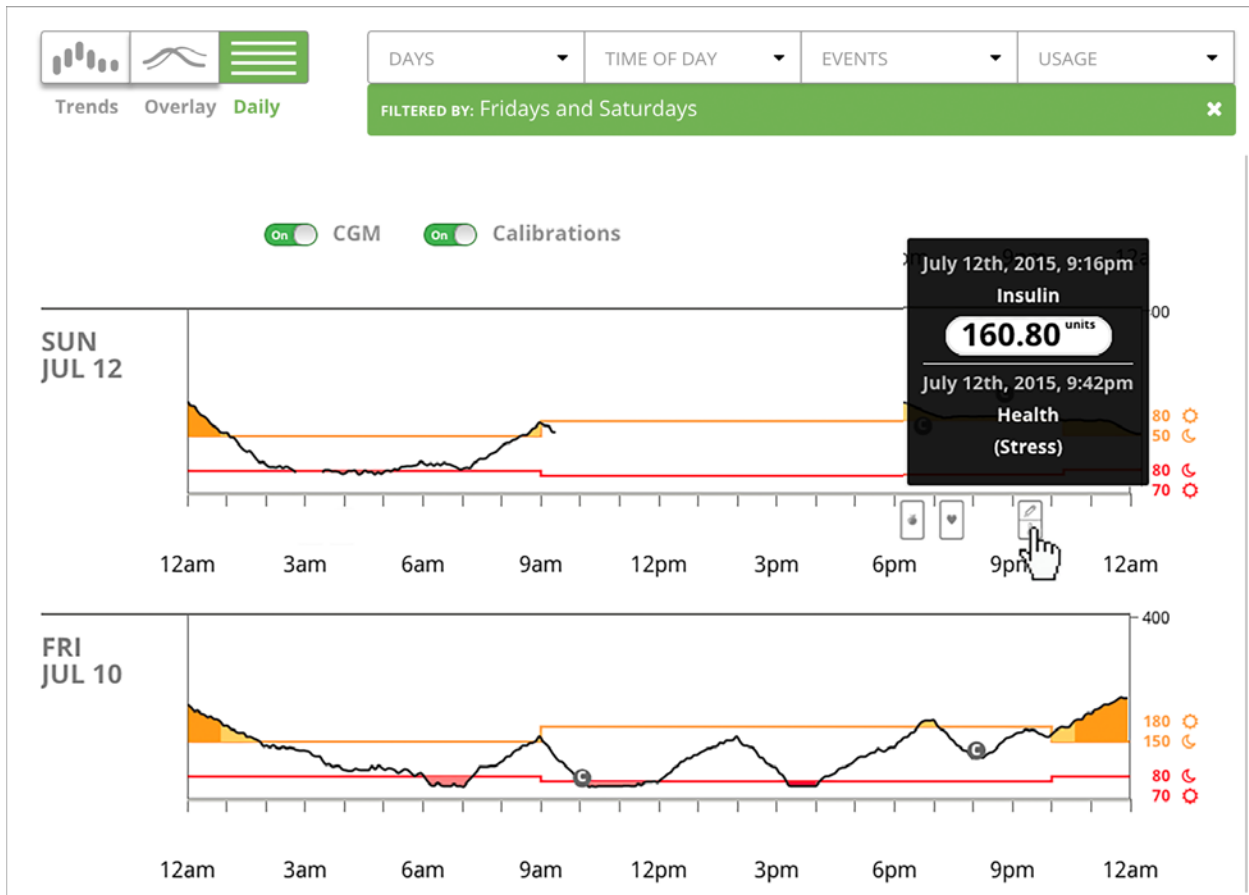 DAYS TIME OF DAY EVENTS USAGE
Trends Overlay Daily
FILTERED BY: Fridays and Saturdays
On CGM On Calibrations
July 12th, 2015, 9:16pm
Insulin
160.80 units
July 12th, 2015, 9:42pm
Health
(Stress)
SUN
JUL 12
00
80
50
80
70
12am 3am 6am 9am 12pm 3pm 6pm 9pm 12am
FRI
JUL 10
400
C
C
180
150
80
70
12am 3am 6am 9am 12pm 3pm 6pm 9pm 12am